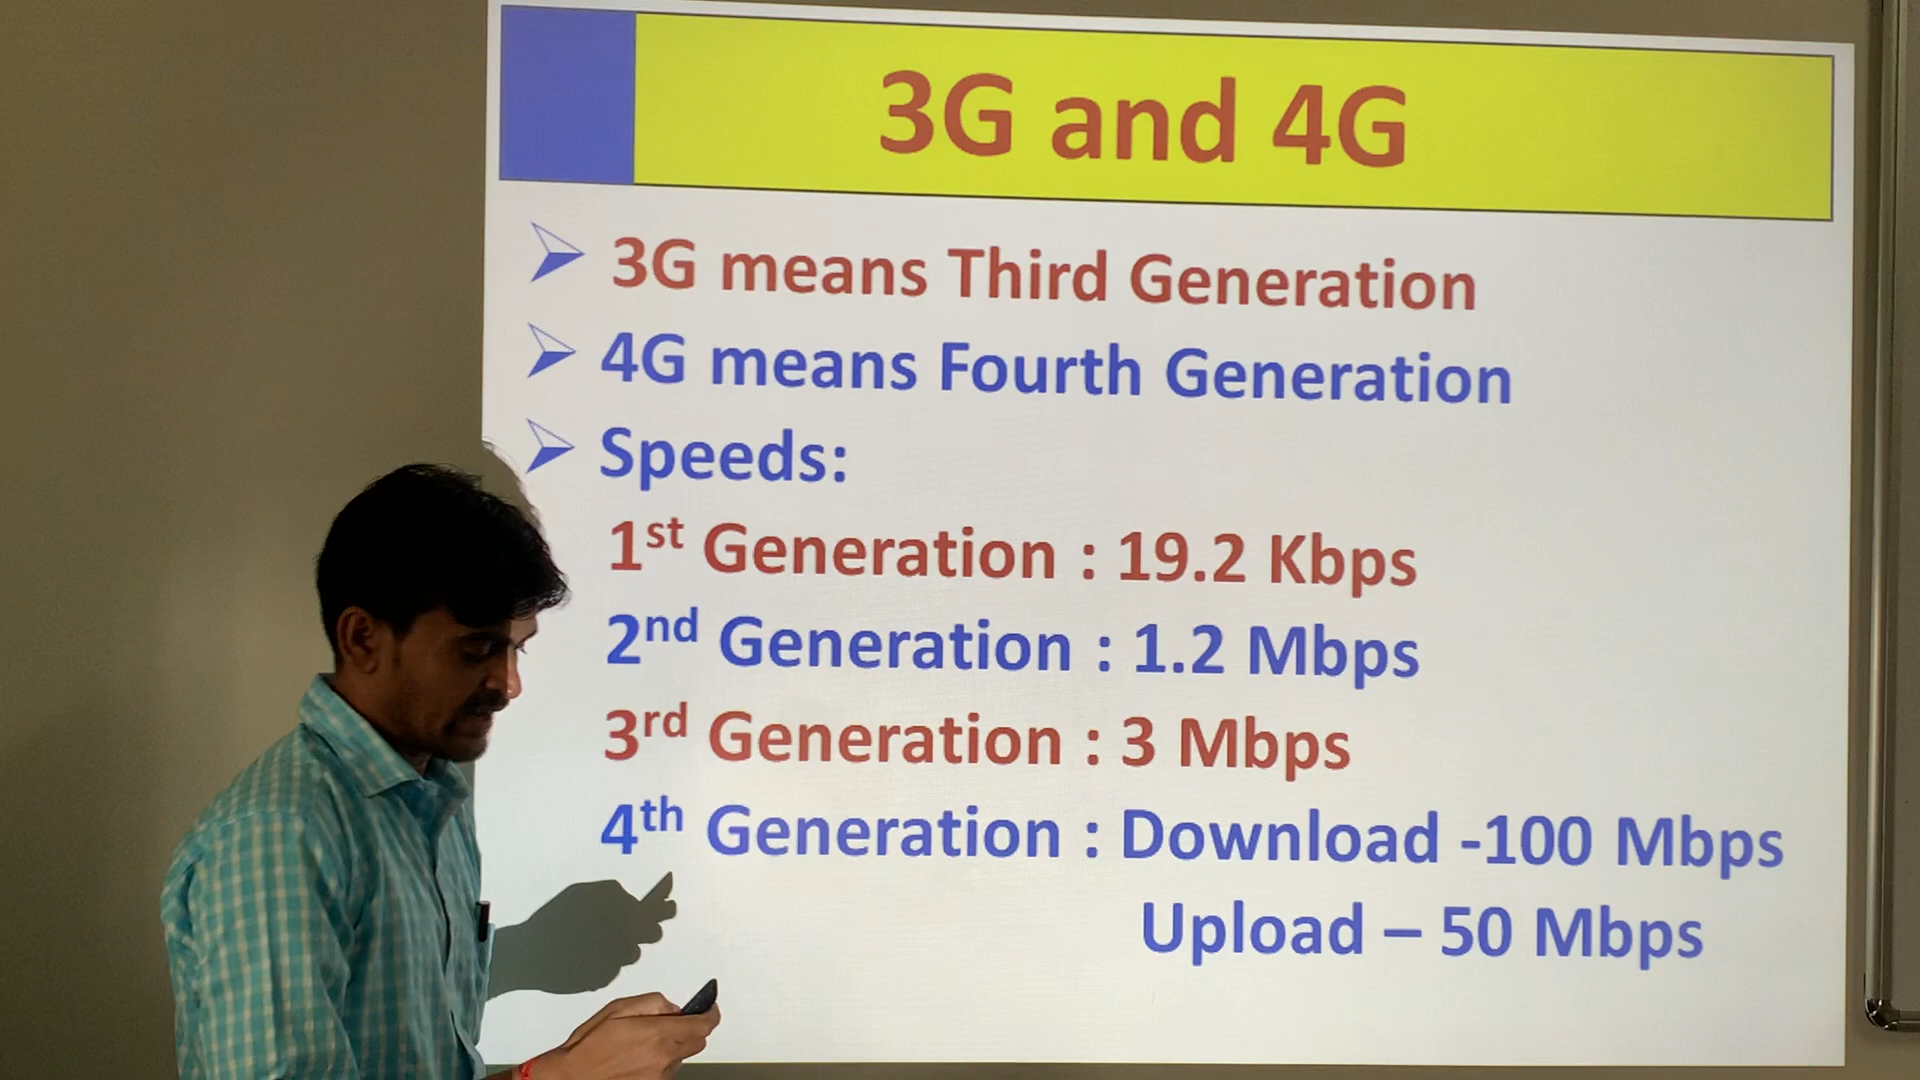 3G and 4G
3G means Third Generation
4G means Fourth Generation
Speeds:
1st Generation : 19.2 Kbps
2nd Generation : 1.2 Mbps
3rd Generation : 3 Mbps
4th Generation : Download -100 Mbps
Upload – 50 Mbps